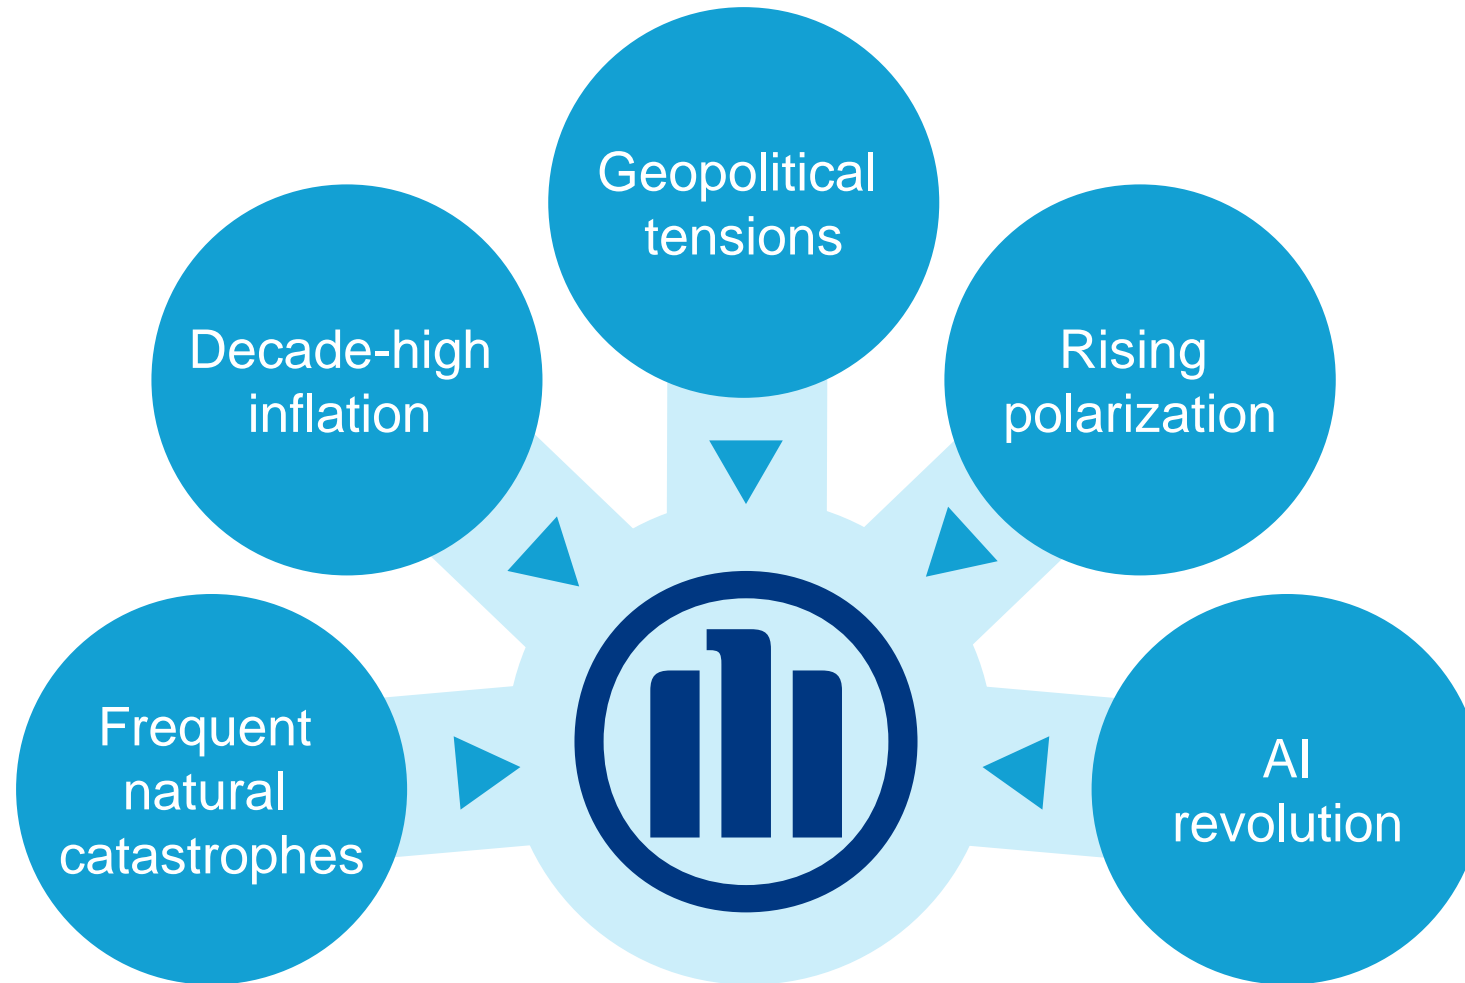 Geopolitical
tensions
Decade-high
inflation
Rising
polarization
Frequent
natural
catastrophes
AI
revolution